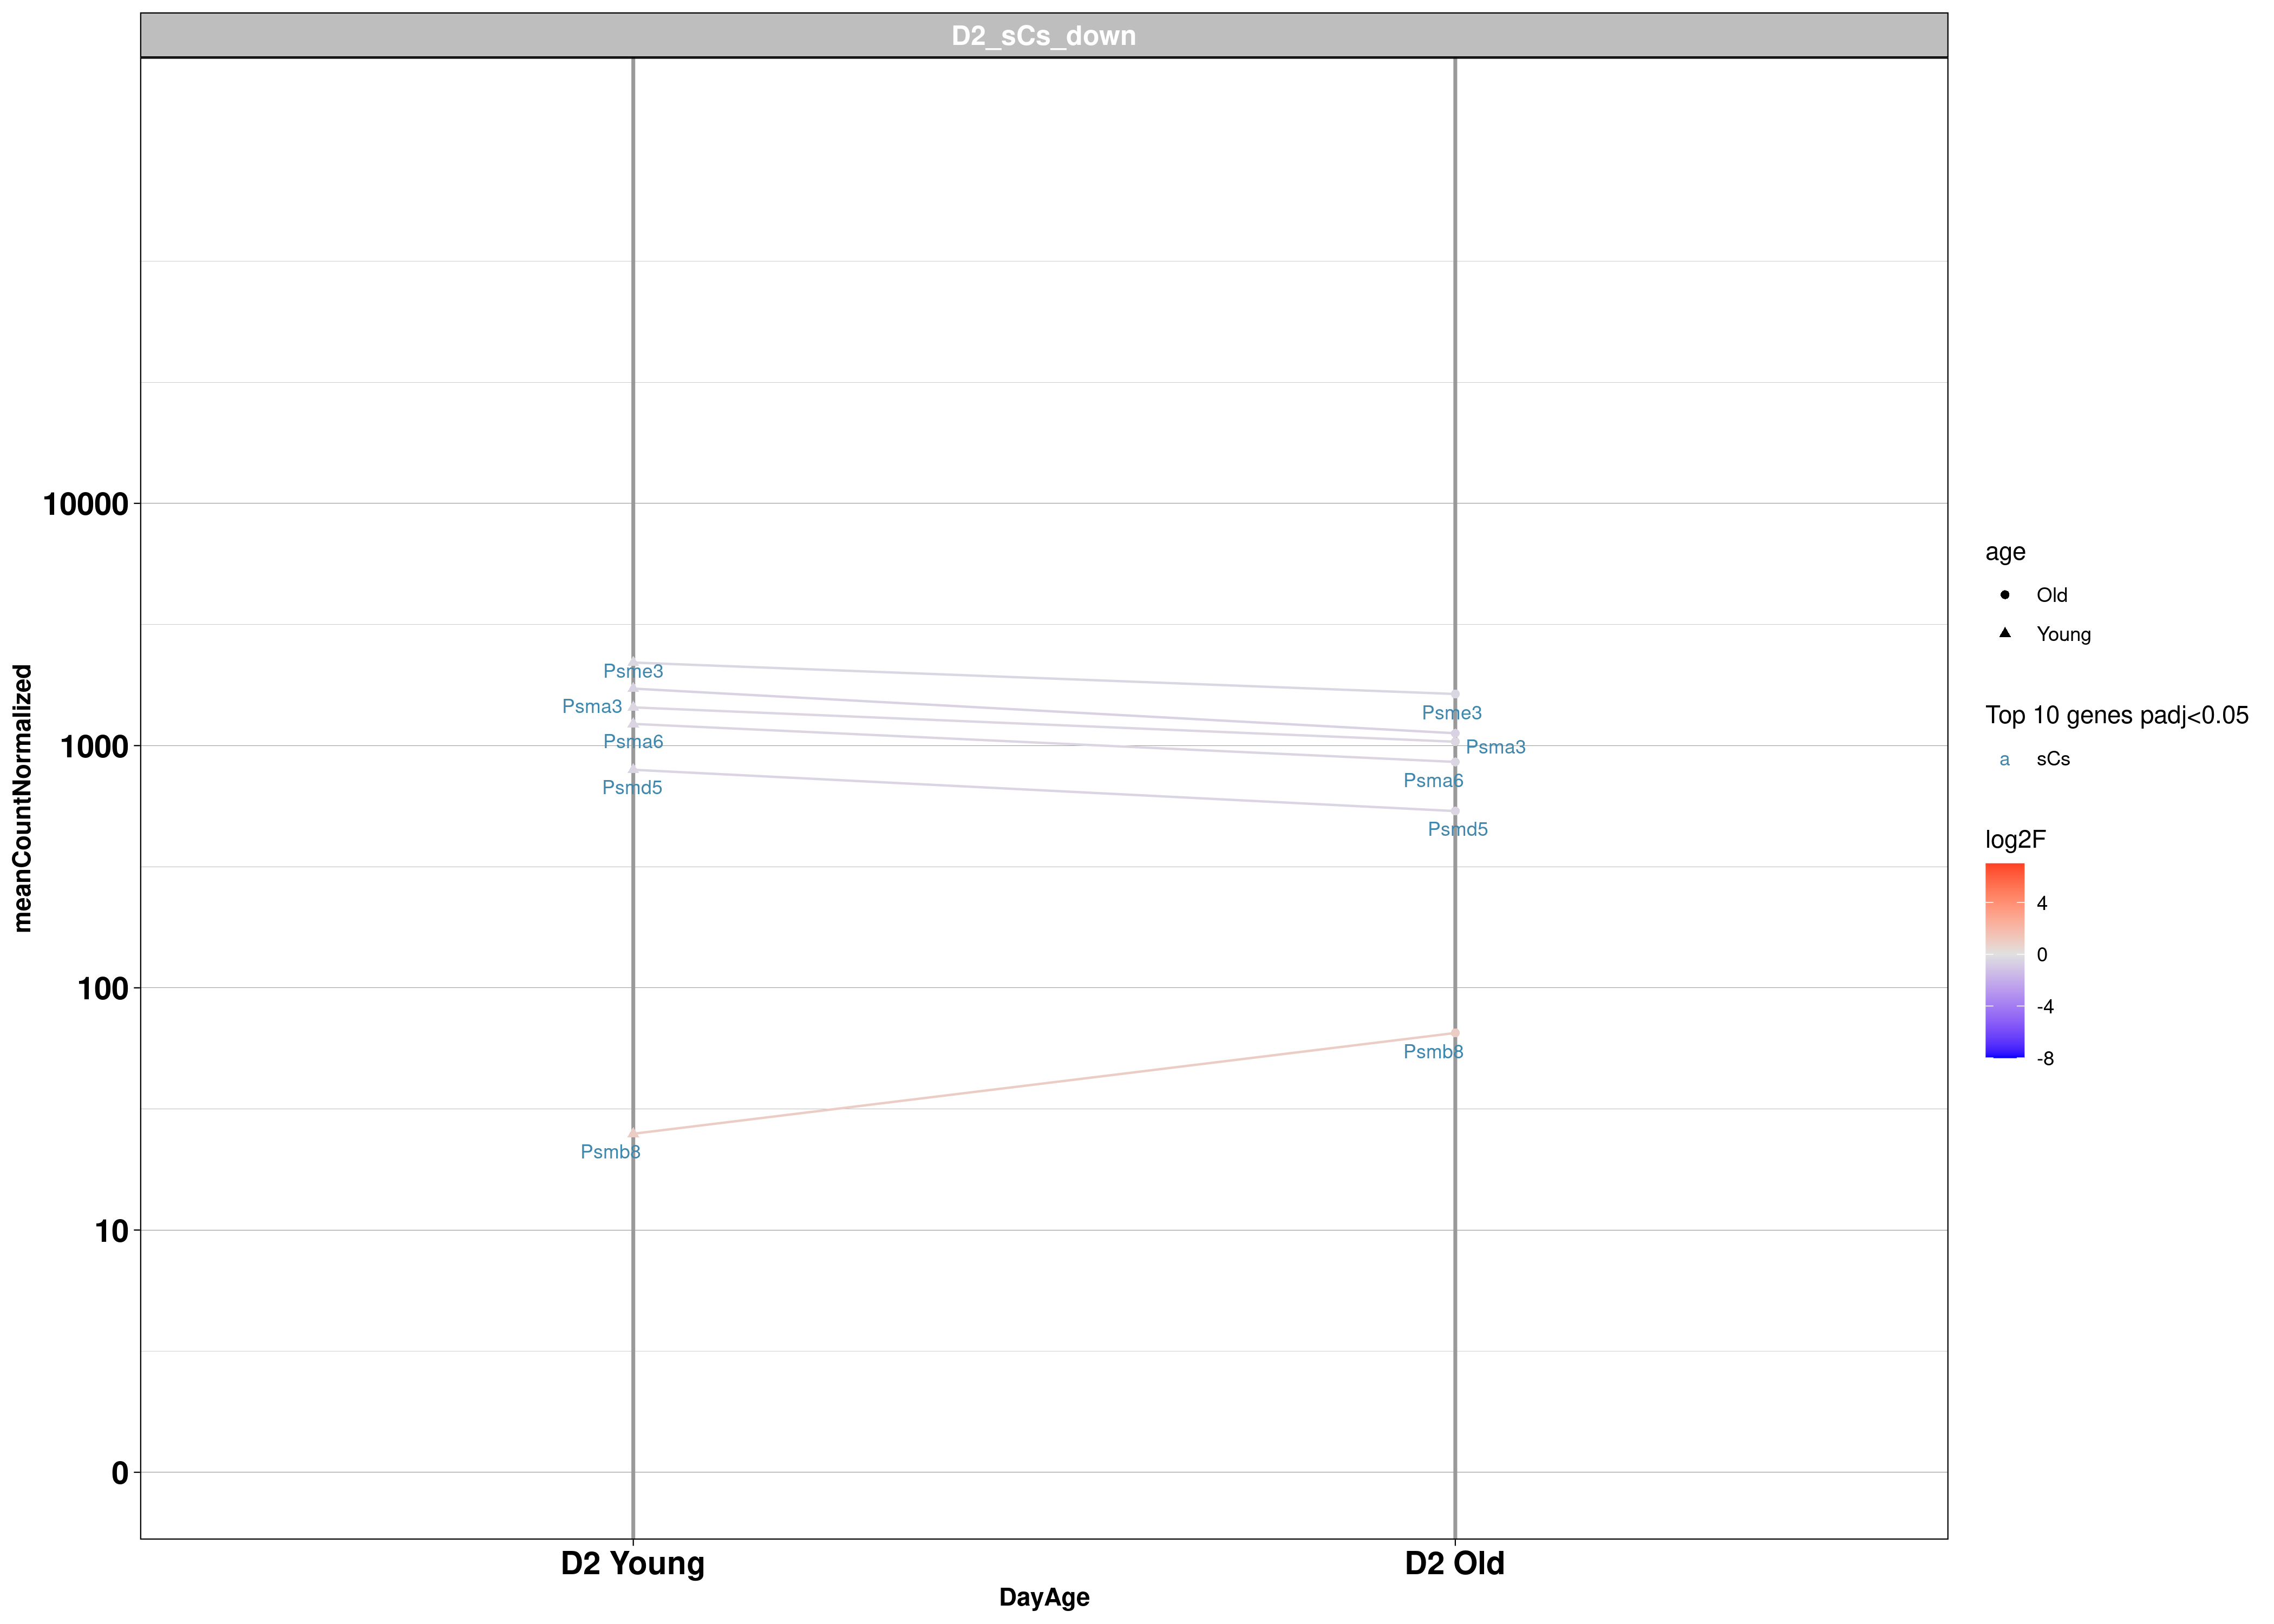 D2_sCs_down
meanCountNormalized
10000
1000
100
10
0
Psme3
Psma3
Psma6
Psmd5
Psmb8
Psme3
Psma3
Psma6
Psmd5
Psmb8
D2 Young
D2 Old
DayAge
age
Old
Young
Top 10 genes padj<0.05
a sCs
log2F
4
0
-4
-8